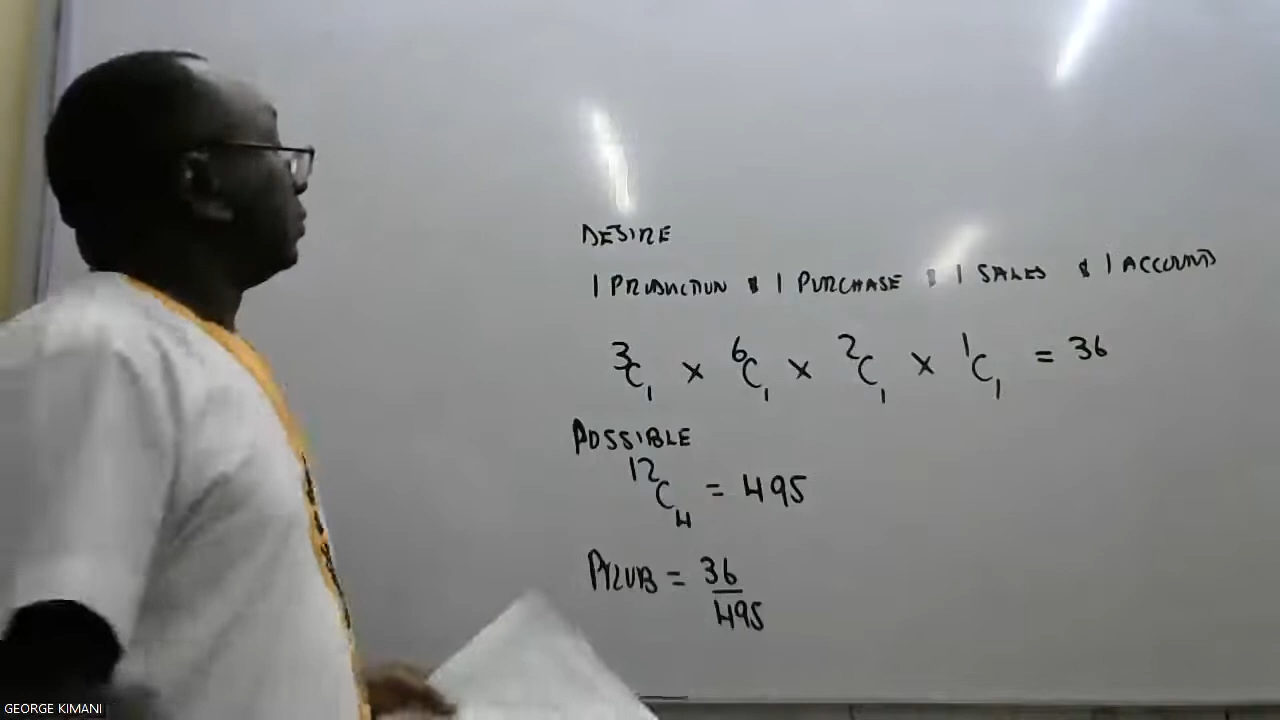 DESIRE
1 PRODUCTION & 1 PURCHASE & 1 SALES & 1 ACCOUNTS
3C1 × 6C1 × 2C1 × 1C1 = 36
POSSIBLE
12C4 = 495
PROB = 36/495
GEORGE KIMANI